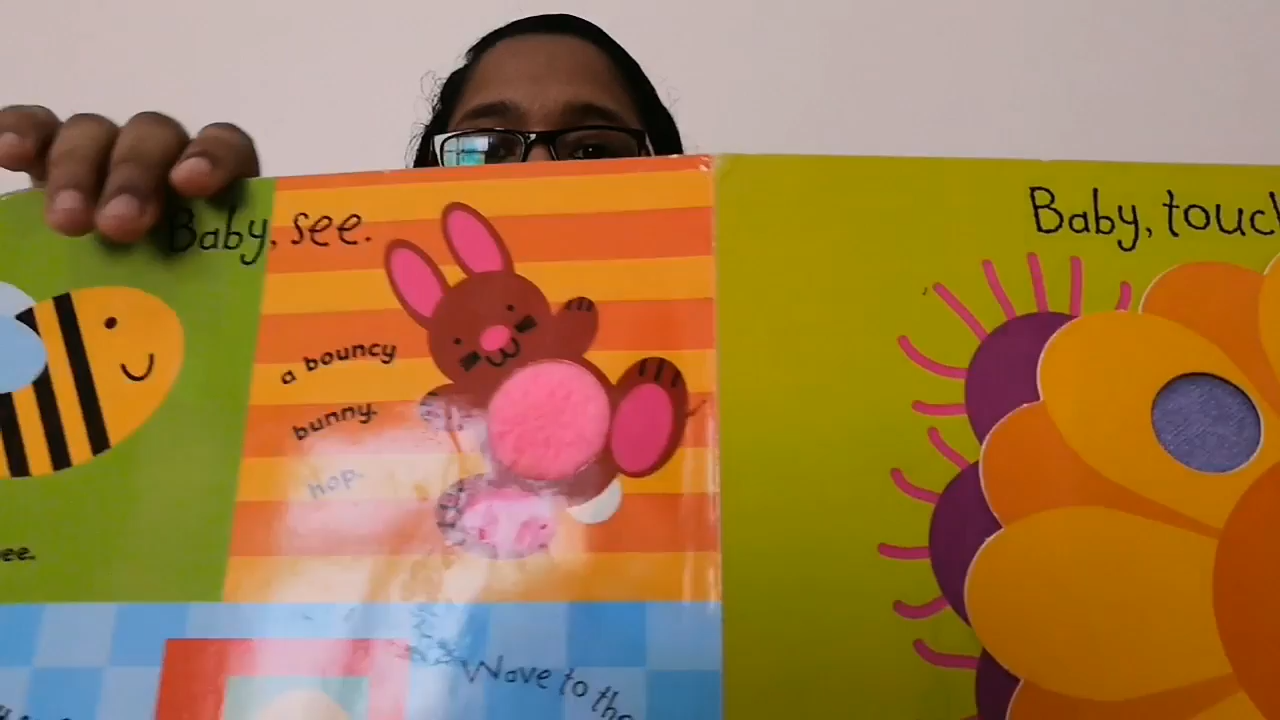 Baby, see.
a bouncy
bunny.
hop.
ee.
Wave to the
Baby, touch